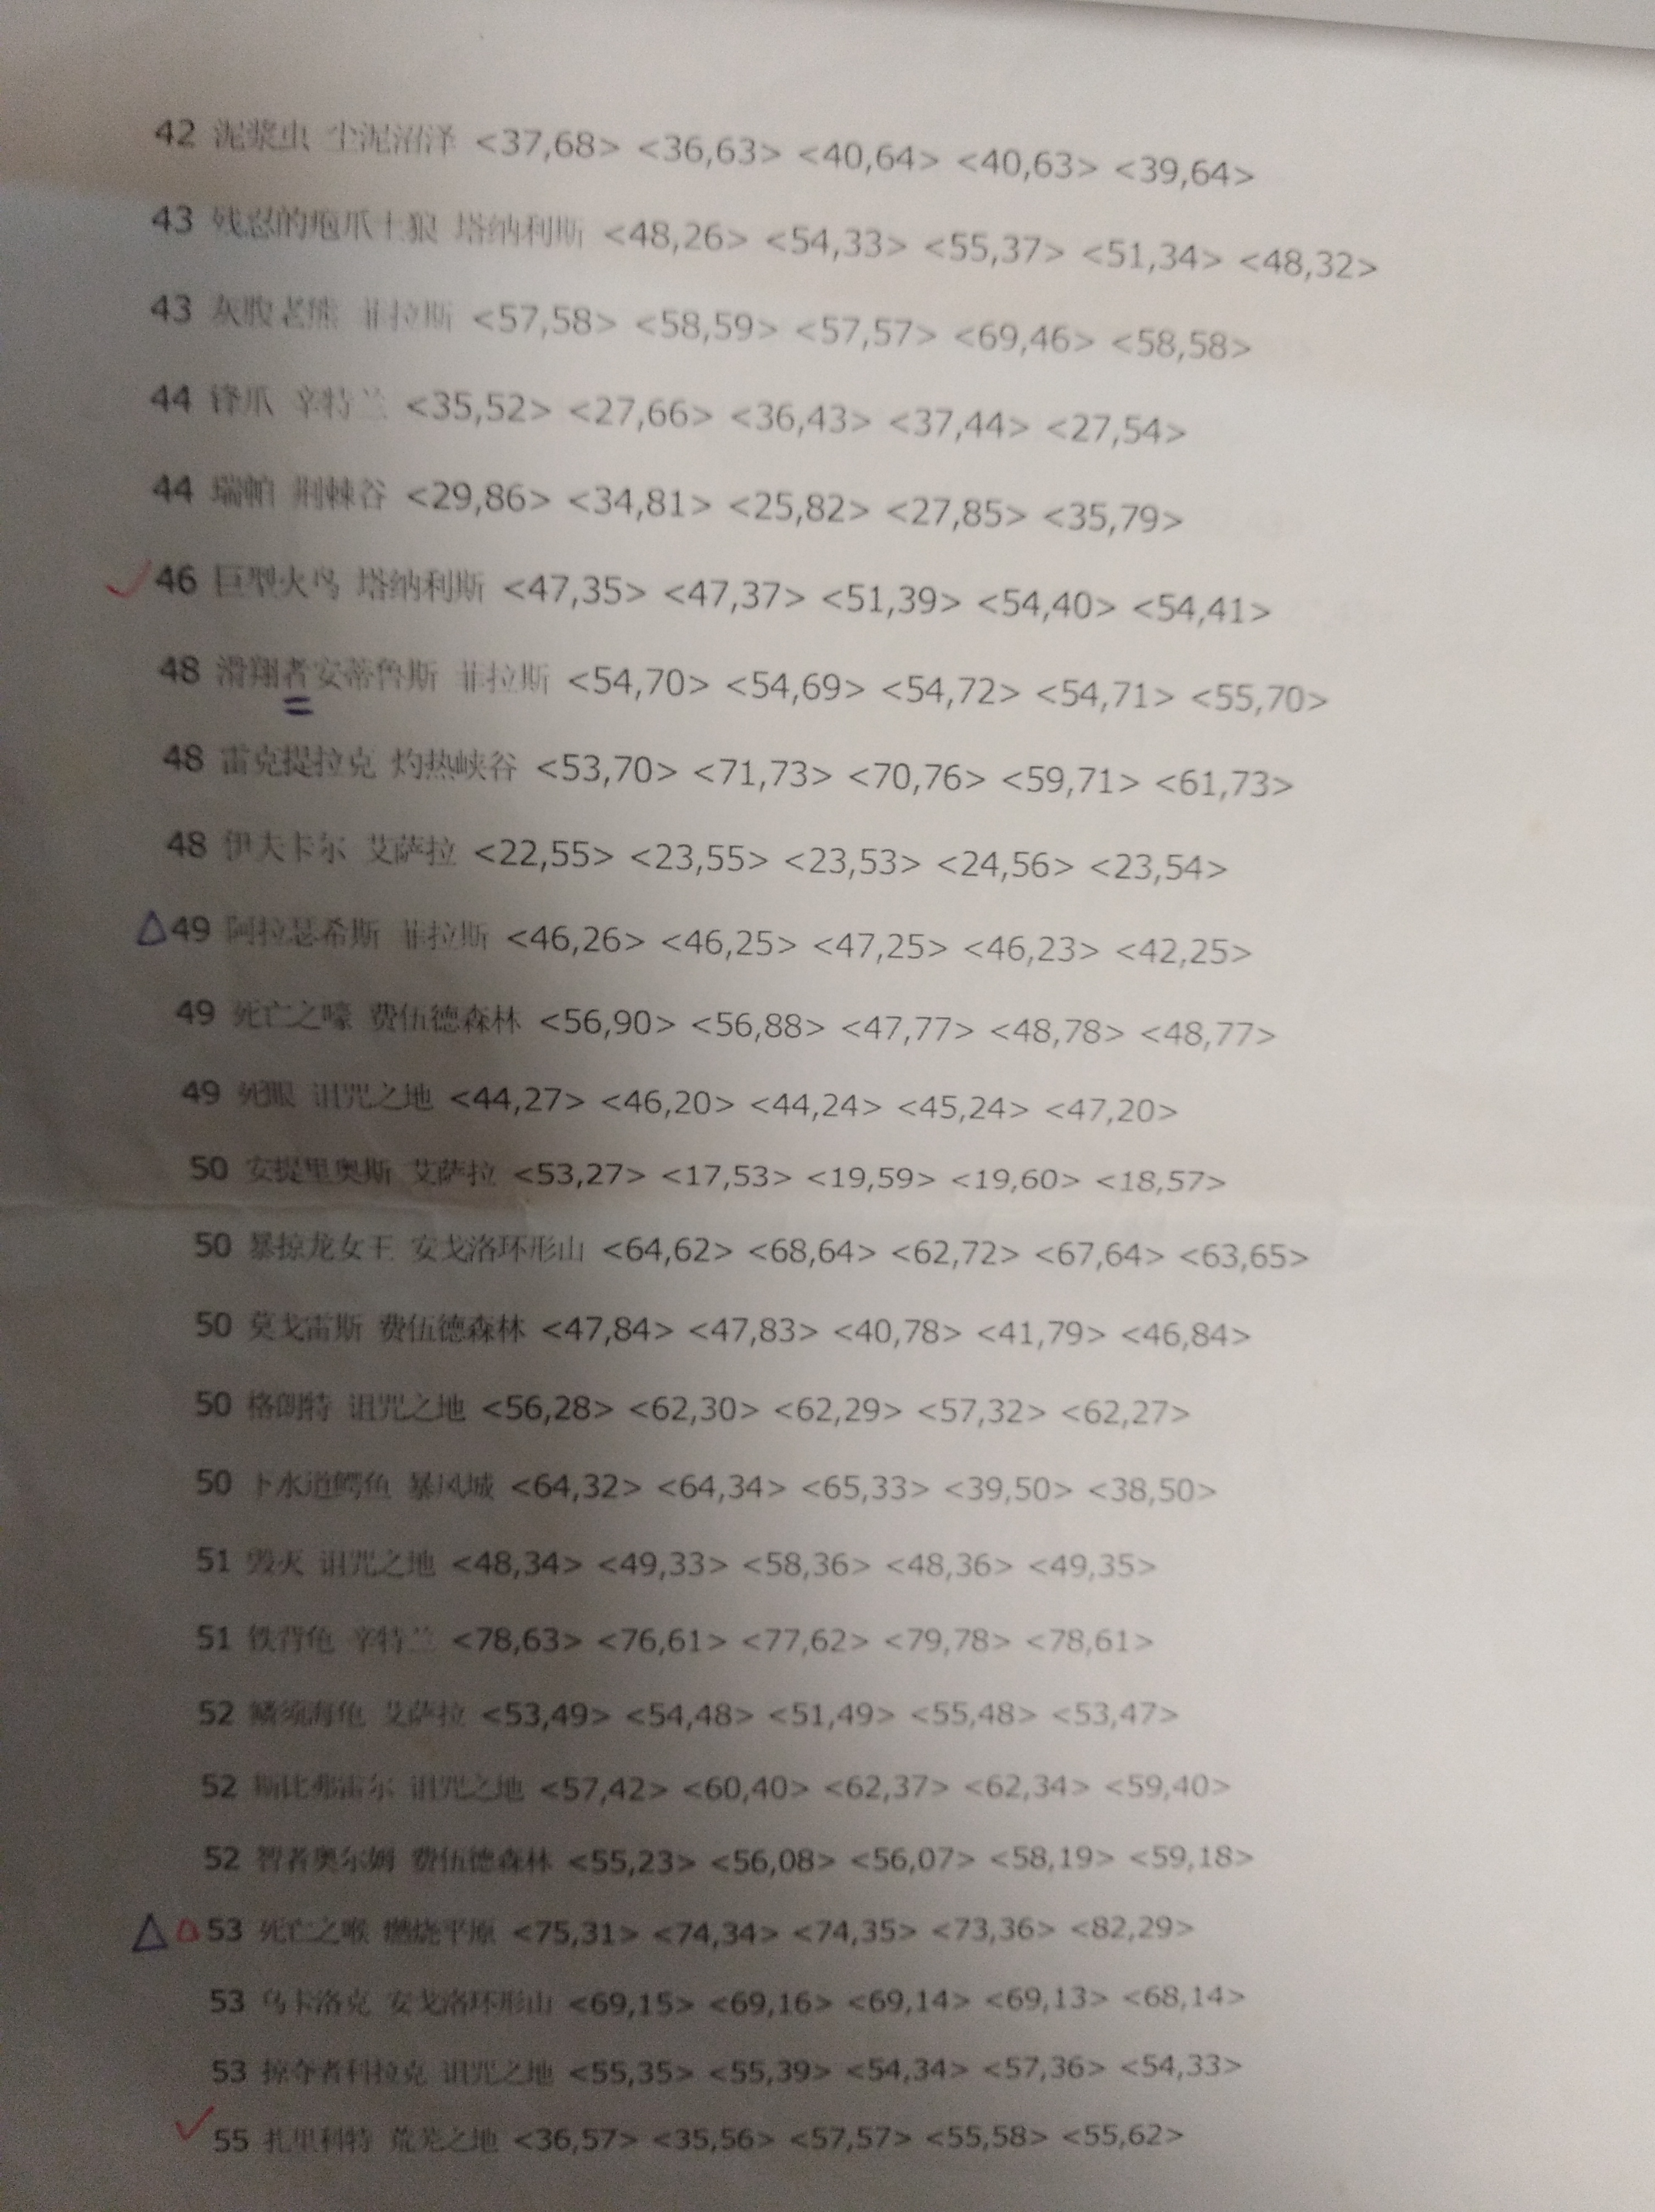 42 泥浆虫 尘泥沼泽 <37,68> <36,63> <40,64> <40,63> <39,64>
43 残忍的疤爪土狼 塔纳利斯 <48,26> <54,33> <55,37> <51,34> <48,32>
43 灰腹老熊 菲拉斯 <57,58> <58,59> <57,57> <69,46> <58,58>
44 锋爪 辛特兰 <35,52> <27,66> <36,43> <37,44> <27,54>
44 瑞帕 荆棘谷 <29,86> <34,81> <25,82> <27,85> <35,79>
✓46 巨型火鸟 塔纳利斯 <47,35> <47,37> <51,39> <54,40> <54,41>
48 滑翔者安蒂鲁斯 菲拉斯 <54,70> <54,69> <54,72> <54,71> <55,70>
48 雷克提拉克 灼热峡谷 <53,70> <71,73> <70,76> <59,71> <61,73>
48 伊夫卡尔 艾萨拉 <22,55> <23,55> <23,53> <24,56> <23,54>
△49 阿拉瑟希斯 菲拉斯 <46,26> <46,25> <47,25> <46,23> <42,25>
49 死亡之嚎 费伍德森林 <56,90> <56,88> <47,77> <48,78> <48,77>
49 死眼 诅咒之地 <44,27> <46,20> <44,24> <45,24> <47,20>
50 安提里奥斯 艾萨拉 <53,27> <17,53> <19,59> <19,60> <18,57>
50 暴掠龙女王 安戈洛环形山 <64,62> <68,64> <62,72> <67,64> <63,65>
50 莫戈雷斯 费伍德森林 <47,84> <47,83> <40,78> <41,79> <46,84>
50 格朗特 诅咒之地 <56,28> <62,30> <62,29> <57,32> <62,27>
50 下水道鳄鱼 暴风城 <64,32> <64,34> <65,33> <39,50> <38,50>
51 毁灭 诅咒之地 <48,34> <49,33> <58,36> <48,36> <49,35>
51 铁背龟 辛特兰 <78,63> <76,61> <77,62> <79,78> <78,61>
52 鳞须海龟 艾萨拉 <53,49> <54,48> <51,49> <55,48> <53,47>
52 斯比弗雷尔 诅咒之地 <57,42> <60,40> <62,37> <62,34> <59,40>
52 智者奥尔姆 费伍德森林 <55,23> <56,08> <56,07> <58,19> <59,18>
△△53 死亡之喉 燃烧平原 <75,31> <74,34> <74,35> <73,36> <82,29>
53 乌卡洛克 安戈洛环形山 <69,15> <69,16> <69,14> <69,13> <68,14>
53 掠夺者科拉克 诅咒之地 <55,35> <55,39> <54,34> <57,36> <54,33>
✓55 扎里科特 荒芜之地 <36,57> <35,56> <57,57> <55,58> <55,62>